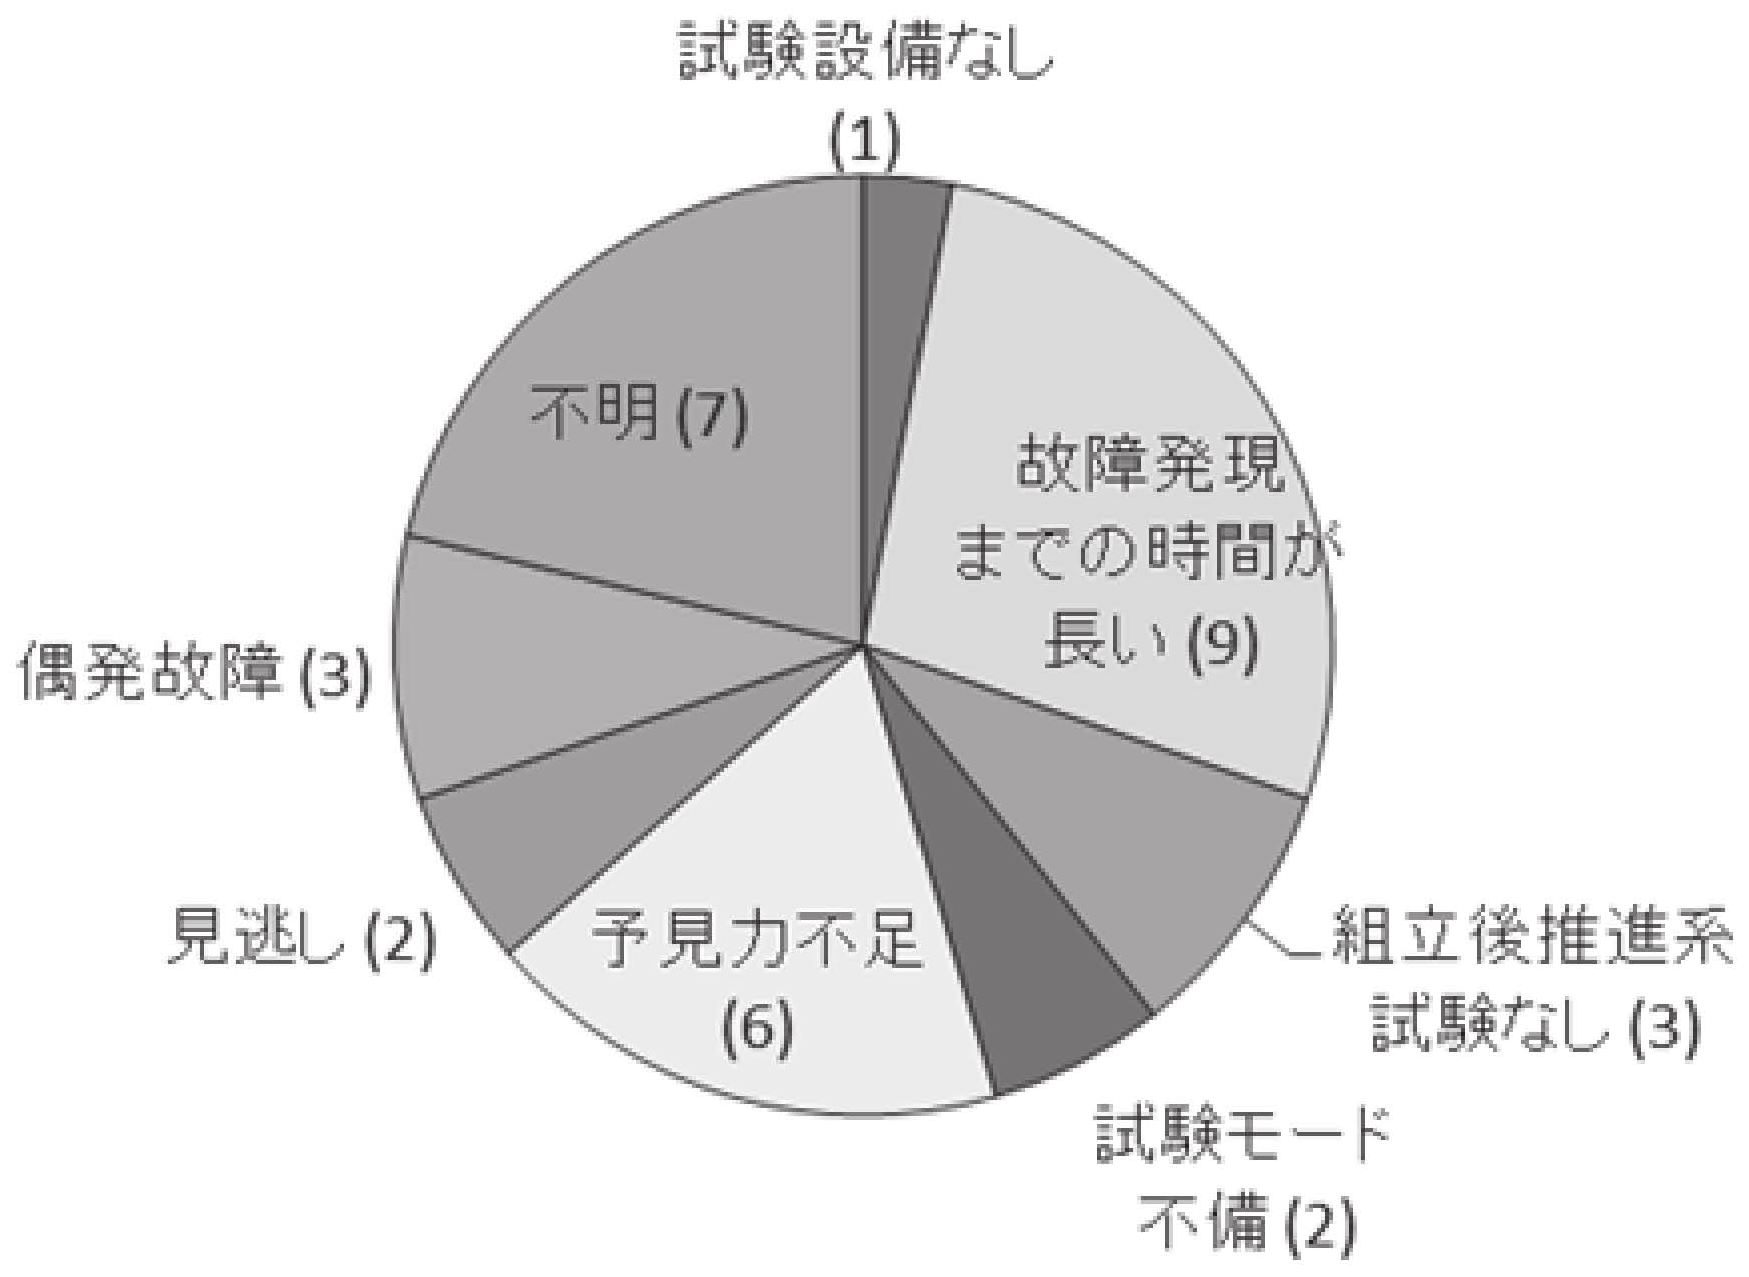 試験設備なし
(1)
故障発現
までの時間が
長い (9)
組立後推進系
試験なし (3)
試験モード
不備 (2)
予見力不足
(6)
見逃し (2)
偶発故障 (3)
不明 (7)